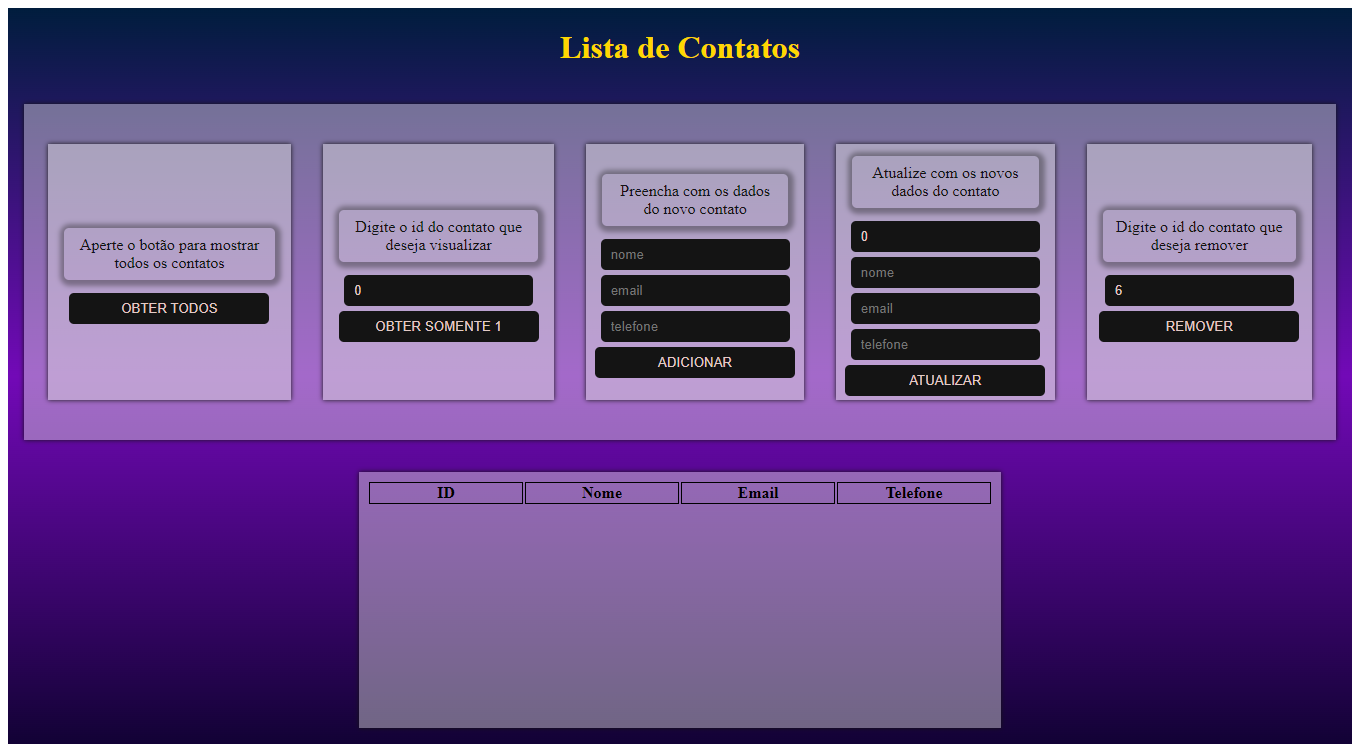 Lista de Contatos
Aperte o botão para mostrar
todos os contatos
OBTER TODOS
Digite o id do contato que
deseja visualizar
0
OBTER SOMENTE 1
Preencha com os dados
do novo contato
nome
email
telefone
ADICIONAR
Atualize com os novos
dados do contato
0
nome
email
telefone
ATUALIZAR
Digite o id do contato que
deseja remover
6
REMOVER
ID Nome Email Telefone